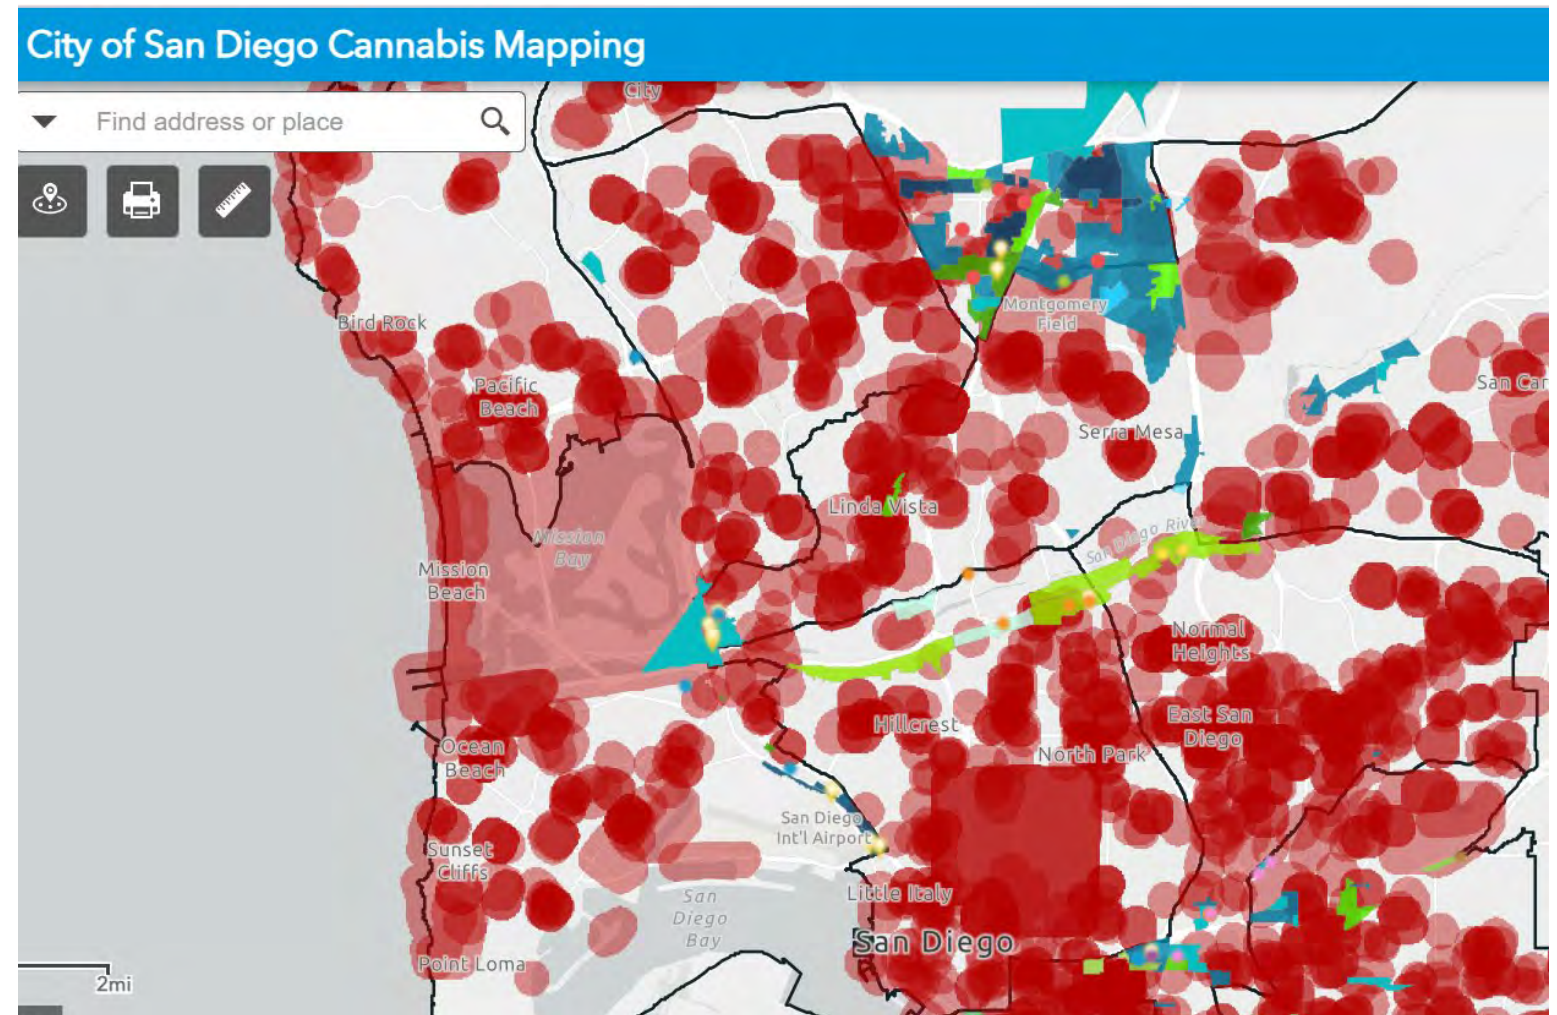 City of San Diego Cannabis Mapping
City
Find address or place
Montgomery
Field
Bird Rock
Pacific
Beach
San Car
Serra Mesa
Linda Vista
San Diego River
Mission
Bay
Mission
Beach
Normal
Heights
Hillcrest
East San
Diego
North Park
Ocean
Beach
San Diego
Int'l Airport
Sunset
Cliffs
Little Italy
San
Diego
Bay
San Diego
Point Loma
2mi